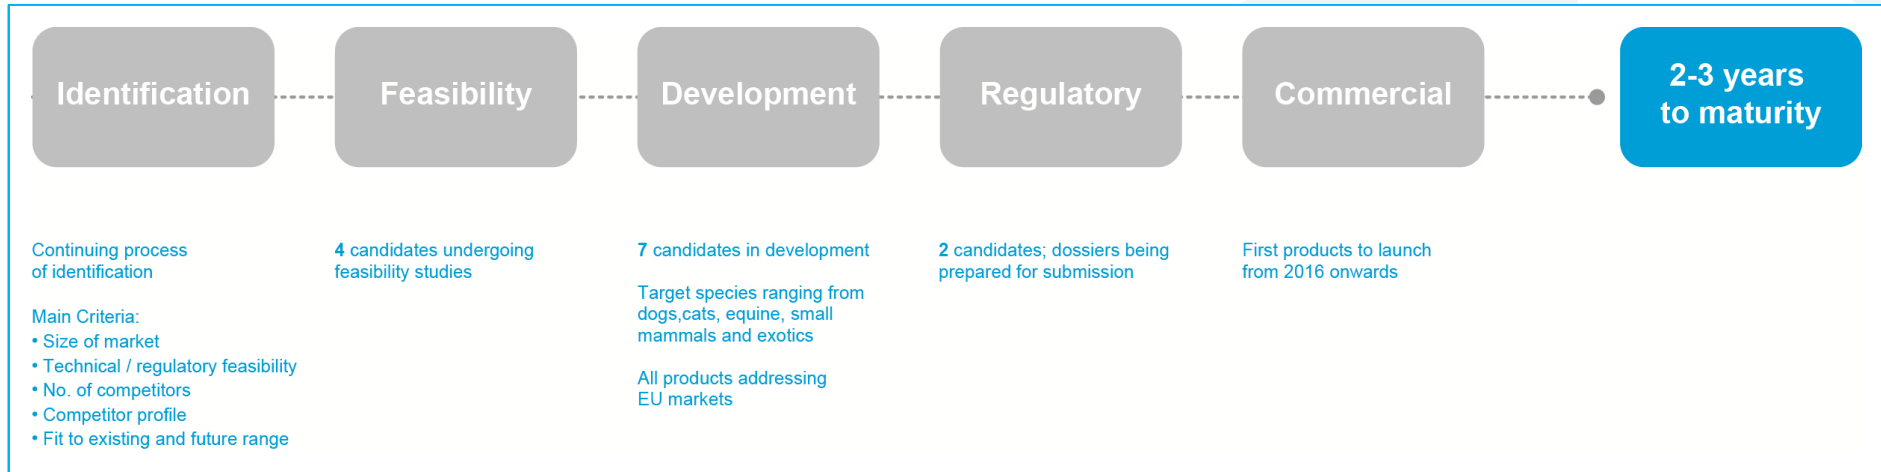 Identification
Feasibility
Development
Regulatory
Commercial
2-3 years
to maturity
Continuing process
of identification
Main Criteria:
• Size of market
• Technical / regulatory feasibility
• No. of competitors
• Competitor profile
• Fit to existing and future range
4 candidates undergoing
feasibility studies
7 candidates in development
Target species ranging from
dogs,cats, equine, small
mammals and exotics
All products addressing
EU markets
2 candidates; dossiers being
prepared for submission
First products to launch
from 2016 onwards